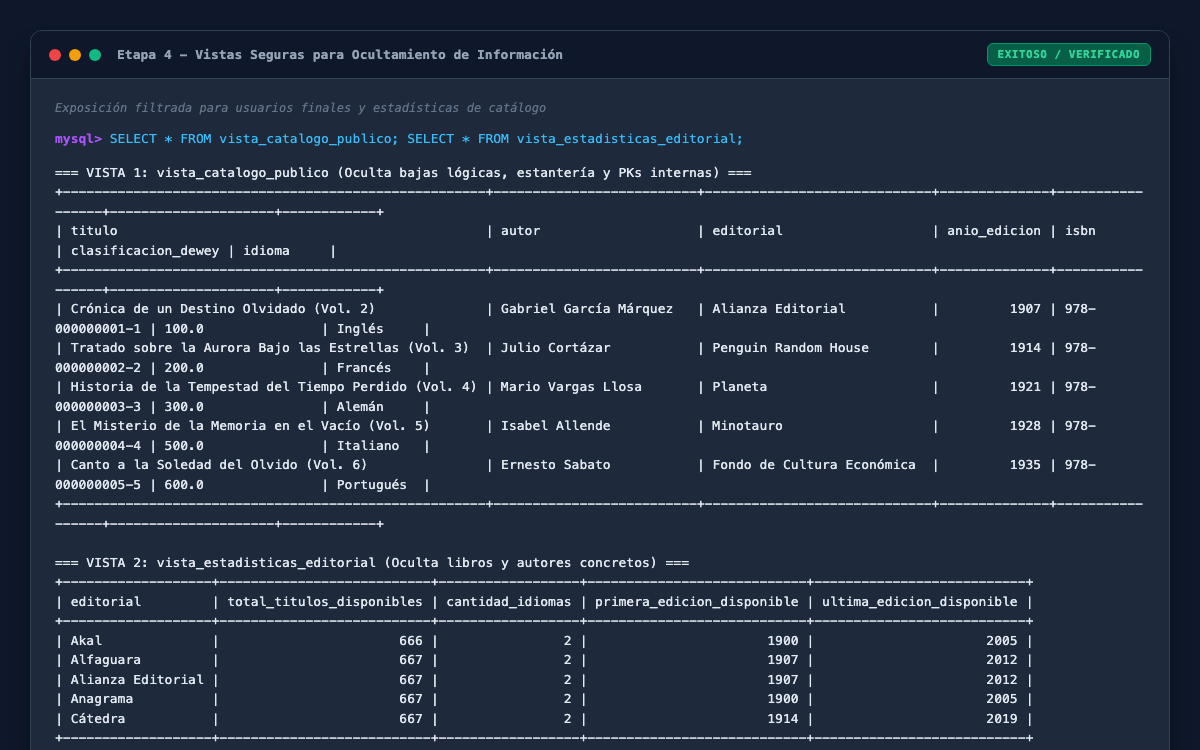 Etapa 4 — Vistas Seguras para Ocultamiento de Información
EXITOSO / VERIFICADO
Exposición filtrada para usuarios finales y estadísticas de catálogo
mysql> SELECT * FROM vista_catalogo_publico; SELECT * FROM vista_estadisticas_editorial;
=== VISTA 1: vista_catalogo_publico (Oculta bajas lógicas, estantería y PKs internas) ===
+------------------------------------------------------+--------------------------+-----------------------------+--------------+-----------
------+---------------------+------------+
| titulo                                               | autor                    | editorial                   | anio_edicion | isbn
| clasificacion_dewey | idioma     |
+------------------------------------------------------+--------------------------+-----------------------------+--------------+-----------
------+---------------------+------------+
| Crónica de un Destino Olvidado (Vol. 2)              | Gabriel García Márquez   | Alianza Editorial           |         1907 | 978-
000000001-1 | 100.0               | Inglés     |
| Tratado sobre la Aurora Bajo las Estrellas (Vol. 3)  | Julio Cortázar           | Penguin Random House        |         1914 | 978-
000000002-2 | 200.0               | Francés    |
| Historia de la Tempestad del Tiempo Perdido (Vol. 4) | Mario Vargas Llosa       | Planeta                     |         1921 | 978-
000000003-3 | 300.0               | Alemán     |
| El Misterio de la Memoria en el Vacío (Vol. 5)       | Isabel Allende           | Minotauro                   |         1928 | 978-
000000004-4 | 500.0               | Italiano   |
| Canto a la Soledad del Olvido (Vol. 6)               | Ernesto Sabato           | Fondo de Cultura Económica  |         1935 | 978-
000000005-5 | 600.0               | Portugués  |
+------------------------------------------------------+--------------------------+-----------------------------+--------------+-----------
------+---------------------+------------+
=== VISTA 2: vista_estadisticas_editorial (Oculta libros y autores concretos) ===
+-------------------+---------------------------+------------------+----------------------------+---------------------------+
| editorial         | total_titulos_disponibles | cantidad_idiomas | primera_edicion_disponible | ultima_edicion_disponible |
+-------------------+---------------------------+------------------+----------------------------+---------------------------+
| Akal              |                       666 |                2 |                       1900 |                      2005 |
| Alfaguara         |                       667 |                2 |                       1907 |                      2012 |
| Alianza Editorial |                       667 |                2 |                       1907 |                      2012 |
| Anagrama          |                       667 |                2 |                       1900 |                      2005 |
| Cátedra           |                       667 |                2 |                       1914 |                      2019 |
+-------------------+---------------------------+------------------+----------------------------+---------------------------+